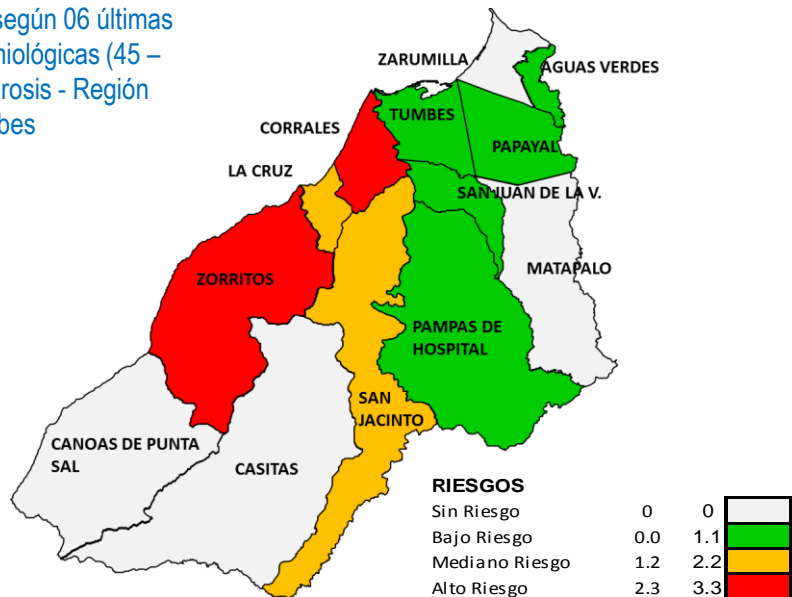 según 06 últimas
miológicas (45 –
rosis - Región
bes
ZARUMILLA
AGUAS VERDES
TUMBES
CORRALES
PAPAYAL
LA CRUZ
SAN JUAN DE LA V.
MATAPALO
ZORRITOS
PAMPAS DE
HOSPITAL
SAN
JACINTO
CANOAS DE PUNTA
SAL
CASITAS
RIESGOS
Sin Riesgo 0 0
Bajo Riesgo 0.0 1.1
Mediano Riesgo 1.2 2.2
Alto Riesgo 2.3 3.3